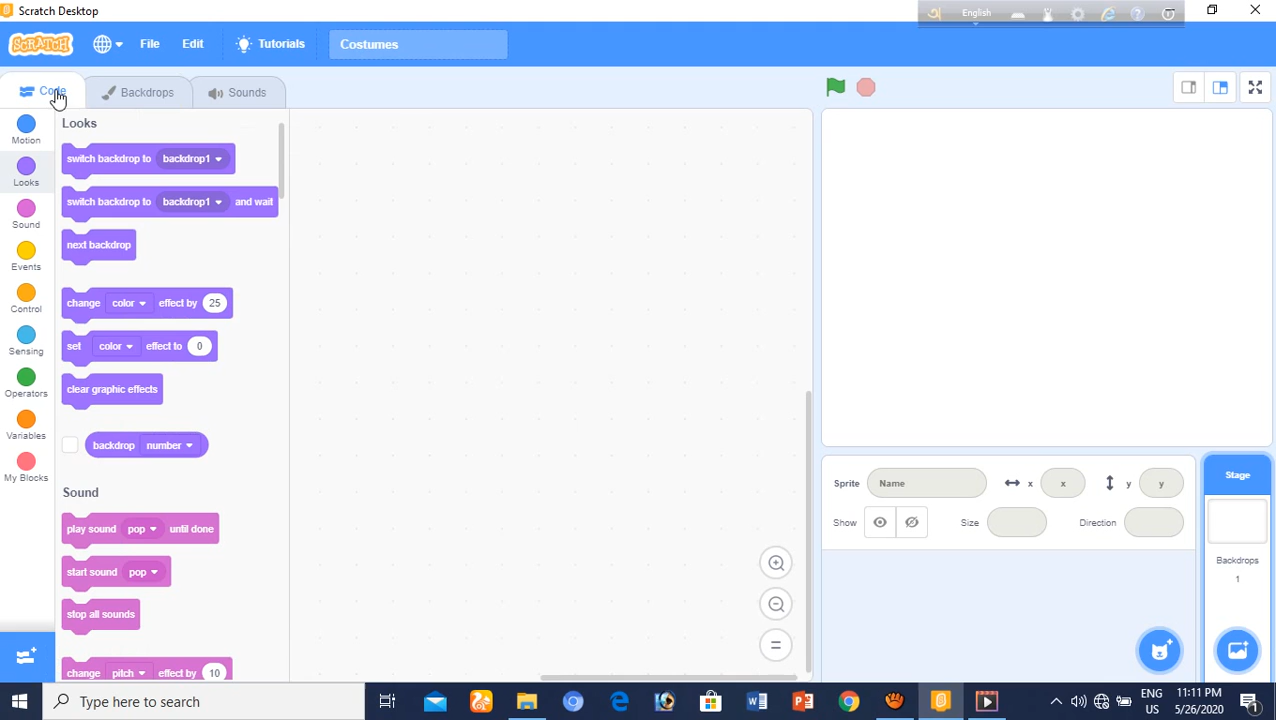 Scratch Desktop
English
SCRATCH
File
Edit
Tutorials
Costumes
Code
Backdrops
Sounds
Motion
Looks
Sound
Events
Control
Sensing
Operators
Variables
My Blocks
Looks
switch backdrop to backdrop1
switch backdrop to backdrop1 and wait
next backdrop
change color effect by 25
set color effect to 0
clear graphic effects
backdrop number
Sound
play sound pop until done
start sound pop
stop all sounds
change pitch effect by 10
Sprite Name x x y y
Show Size Direction
Stage
Backdrops
1
Type here to search
ENG
US
11:11 PM
5/26/2020
1